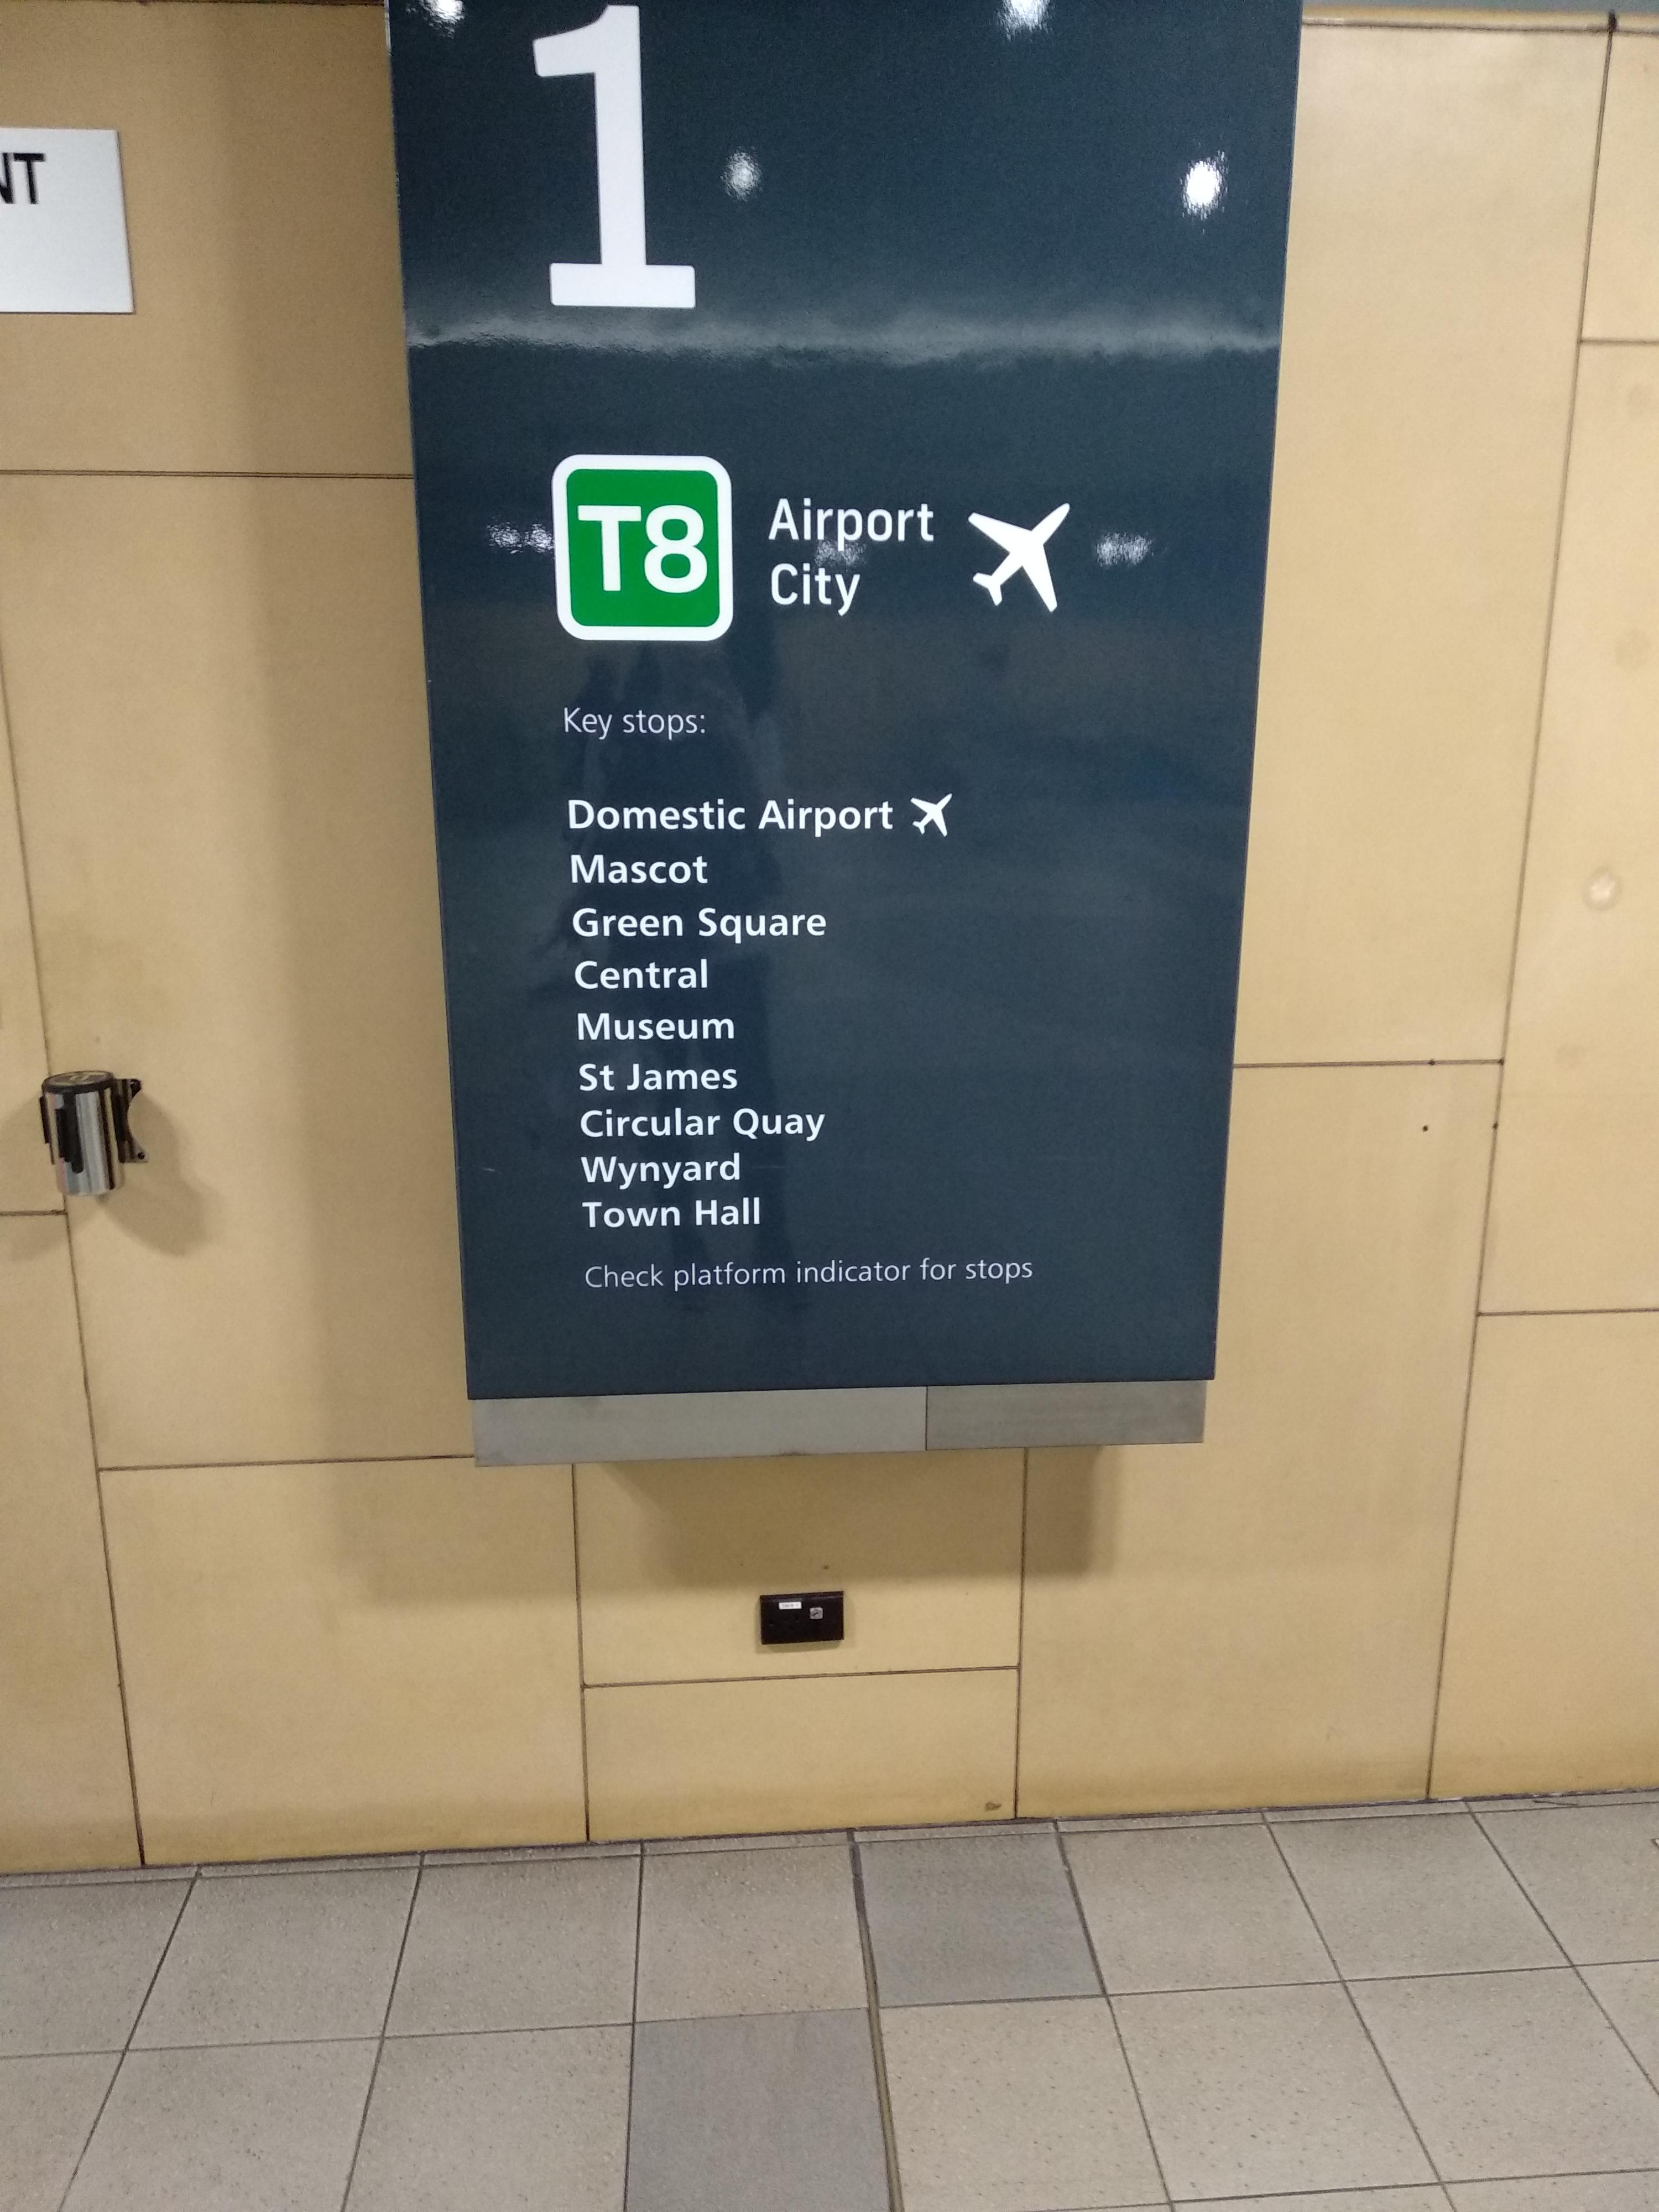 NT
1
T8
Airport
City
Key stops:
Domestic Airport
Mascot
Green Square
Central
Museum
St James
Circular Quay
Wynyard
Town Hall
Check platform indicator for stops